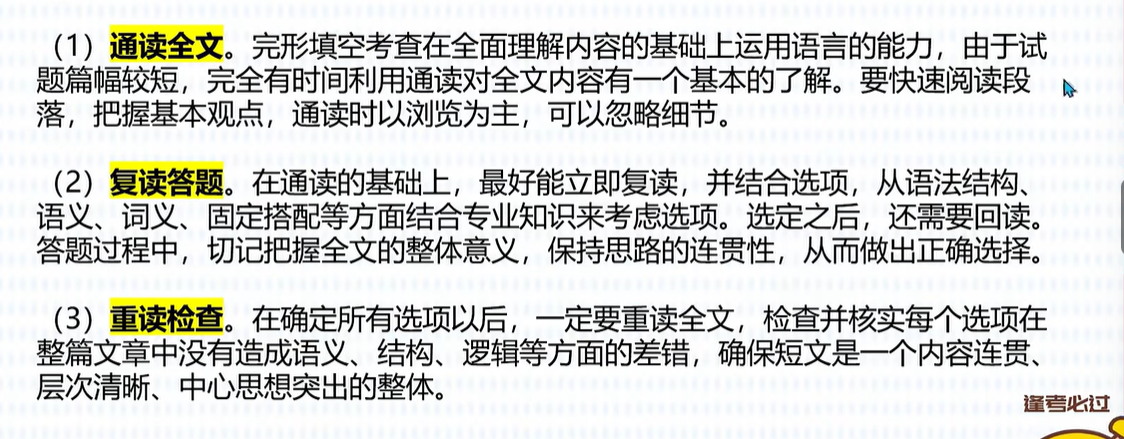 （1）通读全文。完形填空考查在全面理解内容的基础上运用语言的能力，由于试
题篇幅较短，完全有时间利用通读对全文内容有一个基本的了解。要快速阅读段
落，把握基本观点，通读时以浏览为主，可以忽略细节。
（2）复读答题。在通读的基础上，最好能立即复读，并结合选项，从语法结构、
语义、词义、固定搭配等方面结合专业知识来考虑选项。选定之后，还需要回读。
答题过程中，切记把握全文的整体意义，保持思路的连贯性，从而做出正确选择。
（3）重读检查。在确定所有选项以后，一定要重读全文，检查并核实每个选项在
整篇文章中没有造成语义、结构、逻辑等方面的差错，确保短文是一个内容连贯、
层次清晰、中心思想突出的整体。
逢考必过